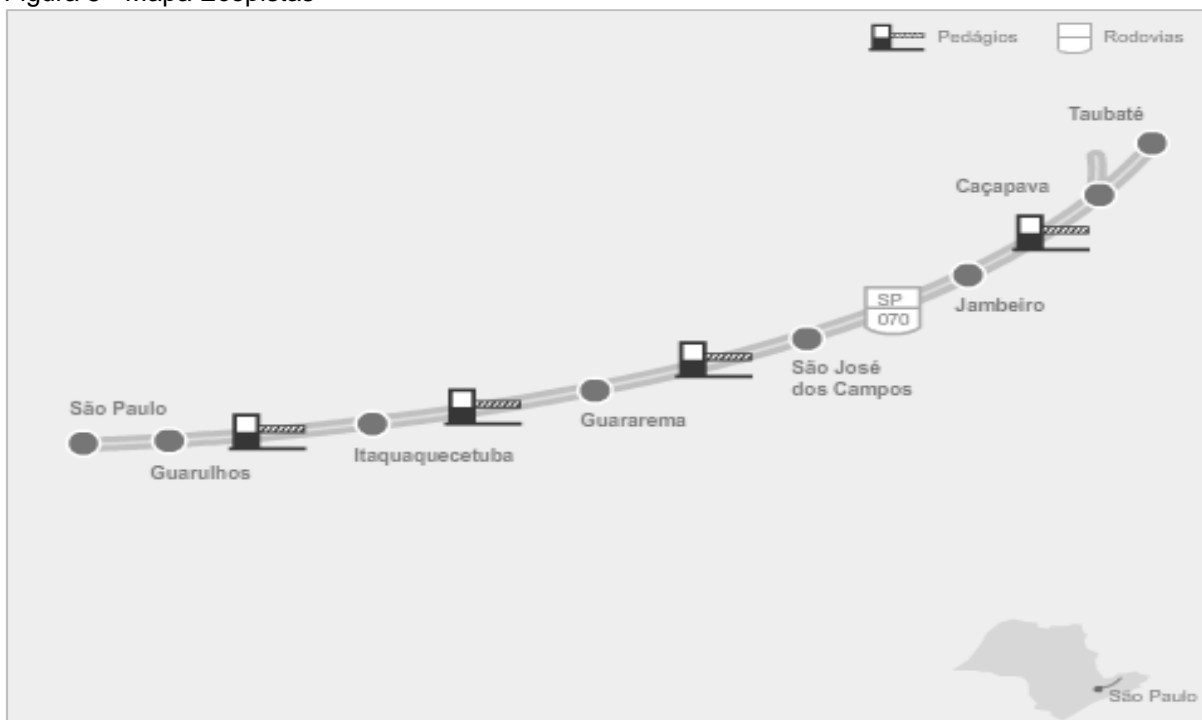 Pedágios
Rodovias
Taubaté
Caçapava
SP
070
Jambeiro
São José
dos Campos
Guararema
São Paulo
Itaquaquecetuba
Guarulhos
São Paulo